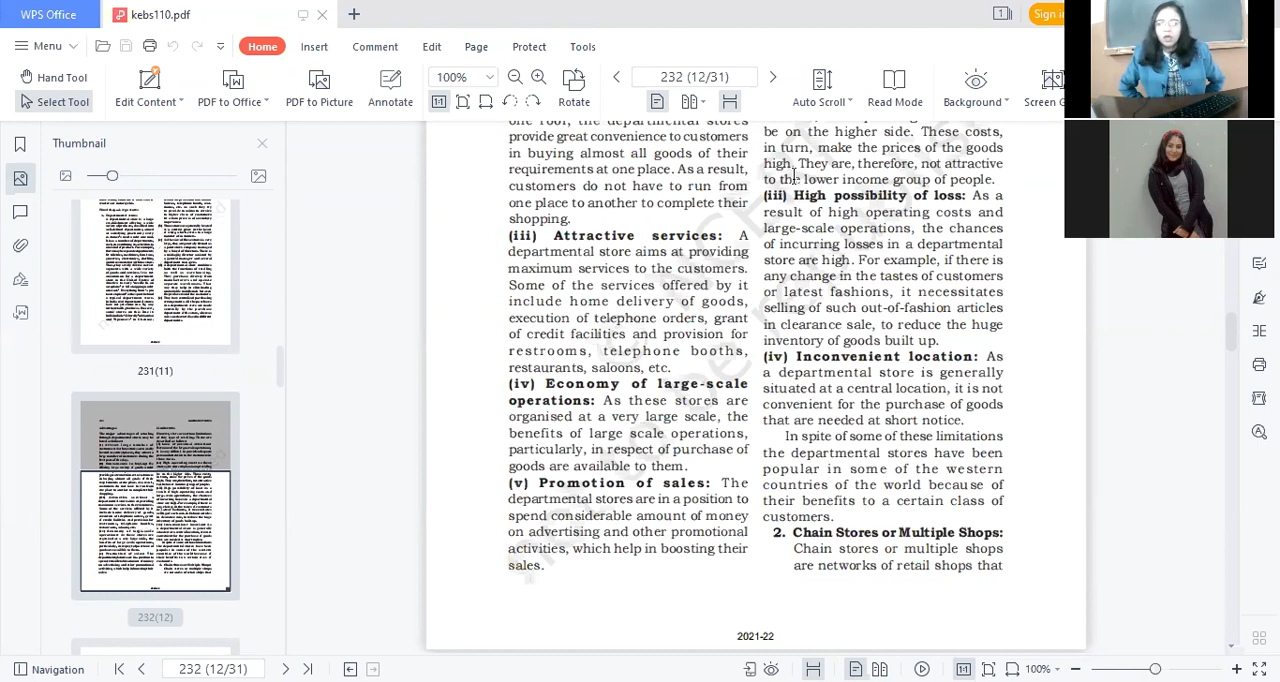 WPS Office
kebs110.pdf
1
Sign in
Menu
Home
Insert
Comment
Edit
Page
Protect
Tools
Hand Tool
Select Tool
Edit Content
PDF to Office
PDF to Picture
Annotate
100%
232 (12/31)
Rotate
Auto Scroll
Read Mode
Background
Screen G
Thumbnail
231(11)
232(12)
one roof, the departmental stores
provide great convenience to customers
in buying almost all goods of their
requirements at one place. As a result,
customers do not have to run from
one place to another to complete their
shopping.
(iii) Attractive services: A
departmental store aims at providing
maximum services to the customers.
Some of the services offered by it
include home delivery of goods,
execution of telephone orders, grant
of credit facilities and provision for
restrooms, telephone booths,
restaurants, saloons, etc.
(iv) Economy of large-scale
operations: As these stores are
organised at a very large scale, the
benefits of large scale operations,
particularly, in respect of purchase of
goods are available to them.
(v) Promotion of sales: The
departmental stores are in a position to
spend considerable amount of money
on advertising and other promotional
activities, which help in boosting their
sales.
be on the higher side. These costs,
in turn, make the prices of the goods
high. They are, therefore, not attractive
to the lower income group of people.
(iii) High possibility of loss: As a
result of high operating costs and
large-scale operations, the chances
of incurring losses in a departmental
store are high. For example, if there is
any change in the tastes of customers
or latest fashions, it necessitates
selling of such out-of-fashion articles
in clearance sale, to reduce the huge
inventory of goods built up.
(iv) Inconvenient location: As
a departmental store is generally
situated at a central location, it is not
convenient for the purchase of goods
that are needed at short notice.
In spite of some of these limitations
the departmental stores have been
popular in some of the western
countries of the world because of
their benefits to a certain class of
customers.
2. Chain Stores or Multiple Shops:
Chain stores or multiple shops
are networks of retail shops that
2021-22
Navigation
232 (12/31)
100%